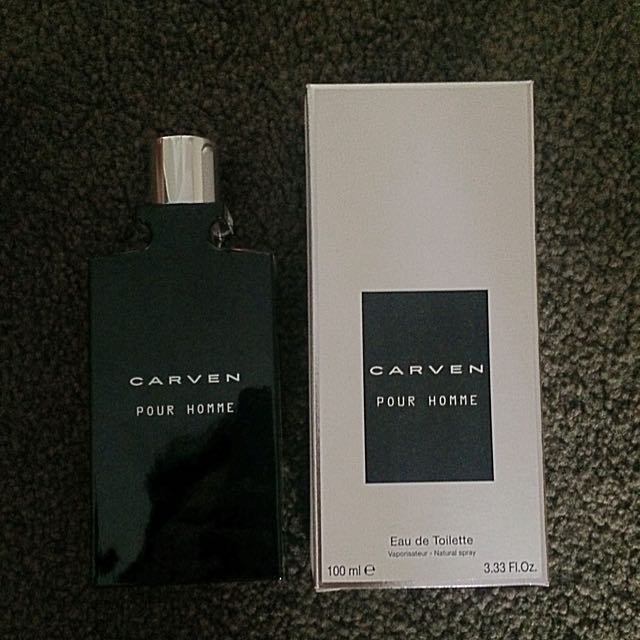 CARVEN
POUR HOMME
CARVEN
POUR HOMME
Eau de Toilette
Vaporisateur - Natural spray
100 ml ℮ 3.33 Fl.Oz.